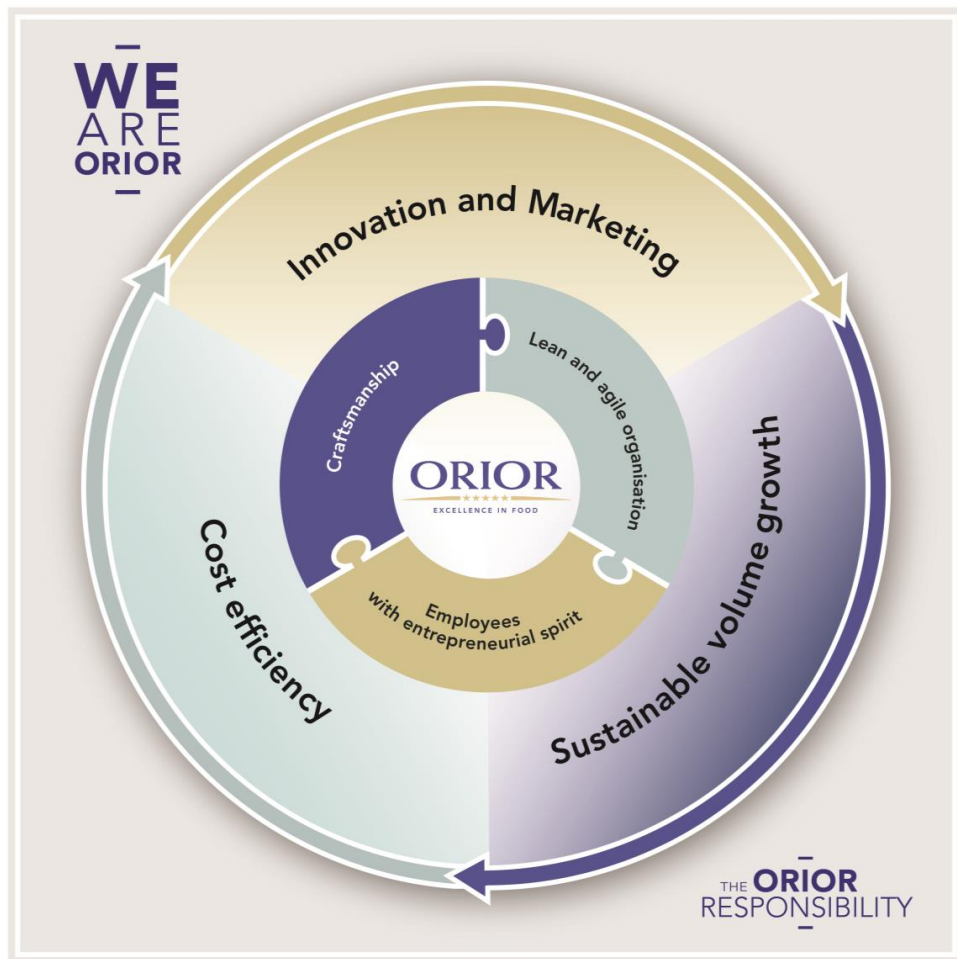 WE
ARE
ORIOR
Innovation and Marketing
Craftsmanship
Lean and agile organisation
ORIOR
EXCELLENCE IN FOOD
Employees
with entrepreneurial spirit
Cost efficiency
Sustainable volume growth
THE ORIOR
RESPONSIBILITY